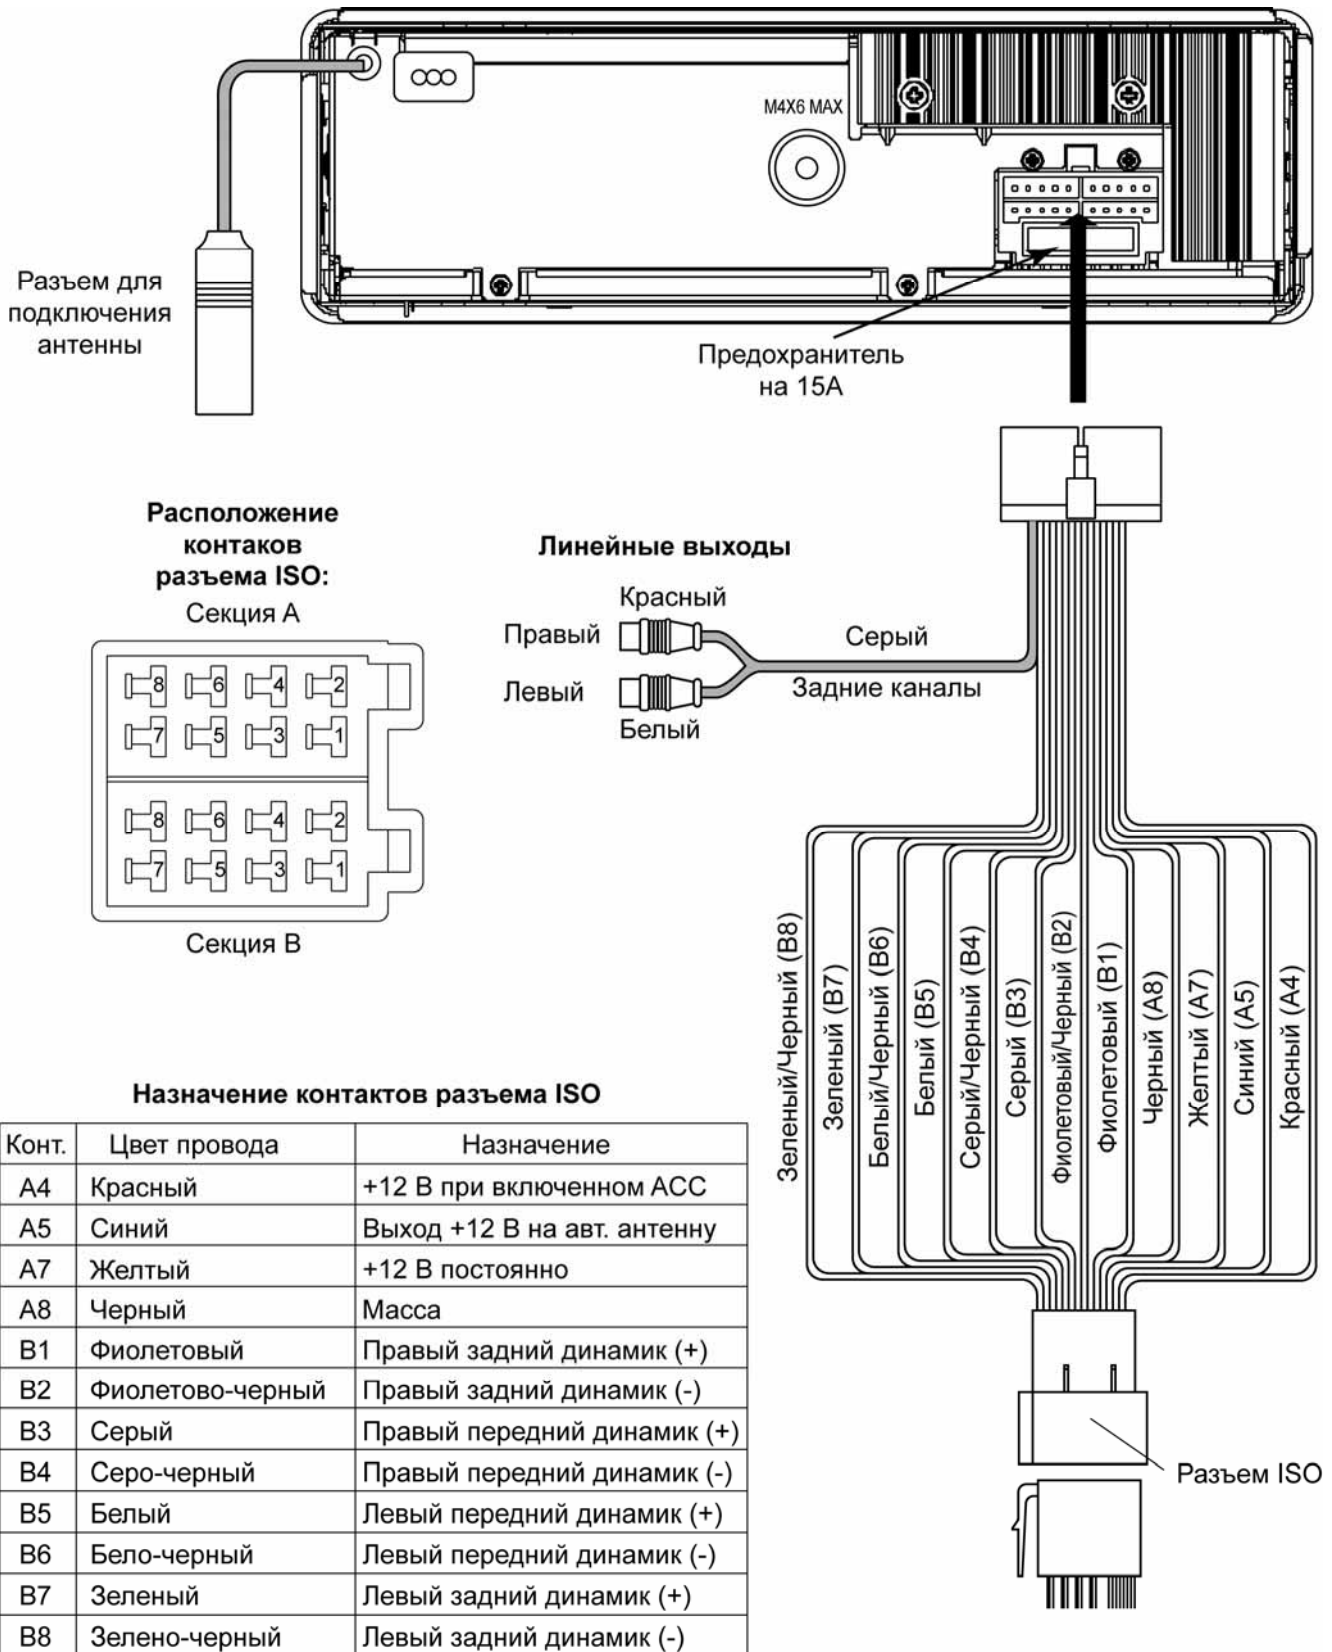 M4X6 MAX
Разъем для
подключения
антенны
Предохранитель
на 15А
Расположение
контаков
разъема ISO:
Секция А
8 6 4 2
7 5 3 1
8 6 4 2
7 5 3 1
Секция В
Линейные выходы
Красный
Правый
Серый
Левый
Задние каналы
Белый
Зеленый/Черный (B8)
Зеленый (B7)
Белый/Черный (B6)
Белый (B5)
Серый/Черный (B4)
Серый (B3)
Фиолетовый/Черный (B2)
Фиолетовый (B1)
Черный (A8)
Желтый (A7)
Синий (A5)
Красный (A4)
Разъем ISO
Назначение контактов разъема ISO
Конт. Цвет провода Назначение
A4 Красный +12 В при включенном АСС
A5 Синий Выход +12 В на авт. антенну
A7 Желтый +12 В постоянно
A8 Черный Масса
B1 Фиолетовый Правый задний динамик (+)
B2 Фиолетово-черный Правый задний динамик (-)
B3 Серый Правый передний динамик (+)
B4 Серо-черный Правый передний динамик (-)
B5 Белый Левый передний динамик (+)
B6 Бело-черный Левый передний динамик (-)
B7 Зеленый Левый задний динамик (+)
B8 Зелено-черный Левый задний динамик (-)